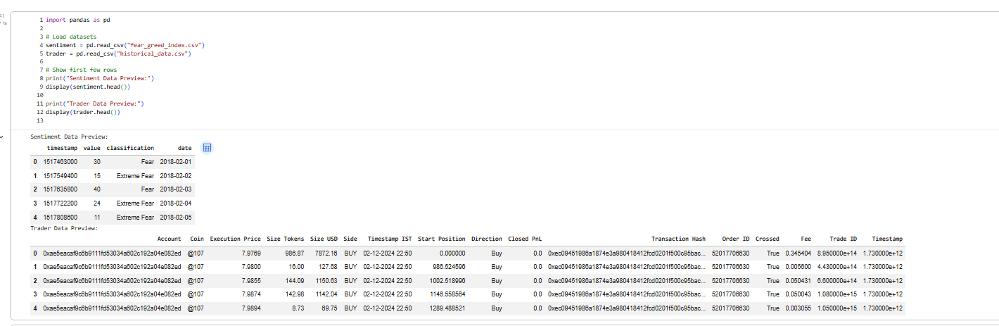 1 import pandas as pd
2
3 # Load datasets
4 sentiment = pd.read_csv("fear_greed_index.csv")
5 trader = pd.read_csv("historical_data.csv")
6
7 # Show first few rows
8 print("Sentiment Data Preview:")
9 display(sentiment.head())
10
11 print("Trader Data Preview:")
12 display(trader.head())
13
Sentiment Data Preview:
timestamp value classification date
0 1517463000 30 Fear 2018-02-01
1 1517549400 15 Extreme Fear 2018-02-02
2 1517635800 40 Fear 2018-02-03
3 1517722200 24 Extreme Fear 2018-02-04
4 1517808600 11 Extreme Fear 2018-02-05
Trader Data Preview:
Account Coin Execution Price Size Tokens Size USD Side Timestamp IST Start Position Direction Closed PnL Transaction Hash Order ID Crossed Fee Trade ID Timestamp
0 0xae5eacaf9c6b9111fd53034a602c192a04e082ed @107 7.9769 986.87 7872.16 BUY 02-12-2024 22:50 0.000000 Buy 0.0 0xec09451986a1874e3a980418412fcd0201f500c95bac... 52017706630 True 0.345404 8.950000e+14 1.730000e+12
1 0xae5eacaf9c6b9111fd53034a602c192a04e082ed @107 7.9800 16.00 127.68 BUY 02-12-2024 22:50 986.524596 Buy 0.0 0xec09451986a1874e3a980418412fcd0201f500c95bac... 52017706630 True 0.005600 4.430000e+14 1.730000e+12
2 0xae5eacaf9c6b9111fd53034a602c192a04e082ed @107 7.9855 144.09 1150.63 BUY 02-12-2024 22:50 1002.518996 Buy 0.0 0xec09451986a1874e3a980418412fcd0201f500c95bac... 52017706630 True 0.050431 6.600000e+14 1.730000e+12
3 0xae5eacaf9c6b9111fd53034a602c192a04e082ed @107 7.9874 142.98 1142.04 BUY 02-12-2024 22:50 1146.558564 Buy 0.0 0xec09451986a1874e3a980418412fcd0201f500c95bac... 52017706630 True 0.050043 1.080000e+15 1.730000e+12
4 0xae5eacaf9c6b9111fd53034a602c192a04e082ed @107 7.9894 8.73 69.75 BUY 02-12-2024 22:50 1289.488521 Buy 0.0 0xec09451986a1874e3a980418412fcd0201f500c95bac... 52017706630 True 0.003055 1.050000e+15 1.730000e+12